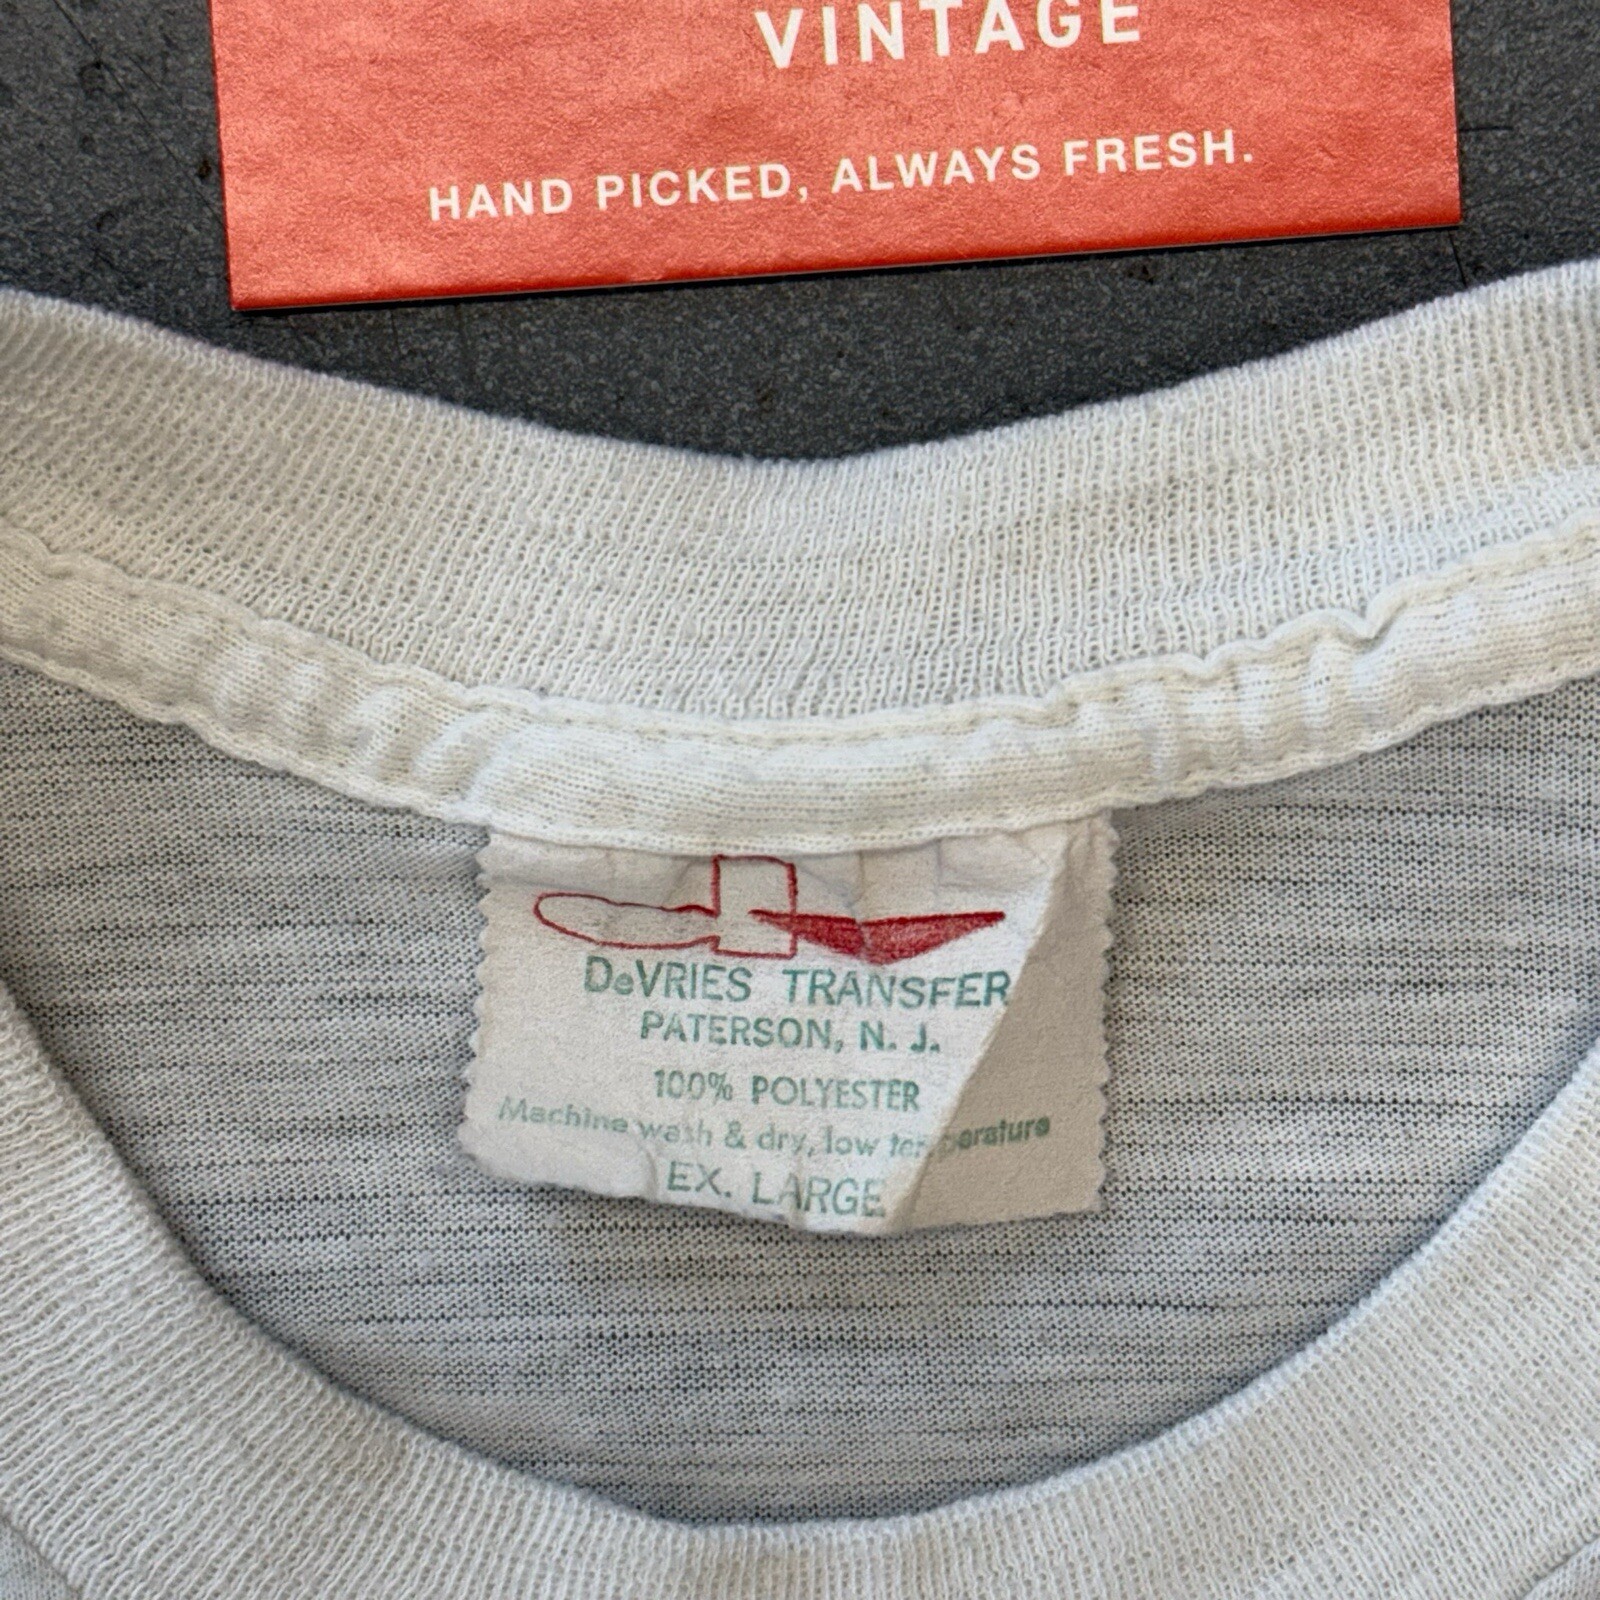 VINTAGE
HAND PICKED, ALWAYS FRESH.
DeVRIES TRANSFER
PATERSON, N. J.
100% POLYESTER
Machine wash & dry, low temperature
EX. LARGE